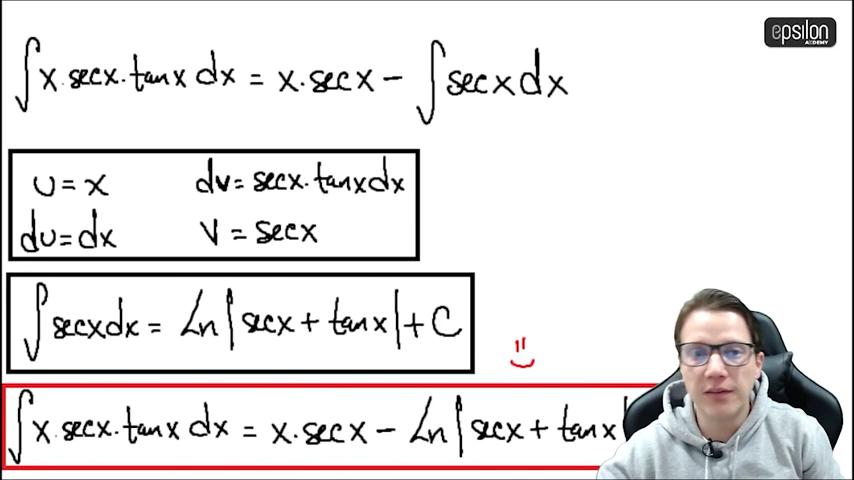 epsilon
AKADEMY
∫x·secx·tanx dx = x·secx − ∫secx dx
u = x dv = secx·tanx dx
du = dx v = secx
∫secx dx = Ln|secx + tanx| + C
∫x·secx·tanx dx = x·secx − Ln|secx + tanx|